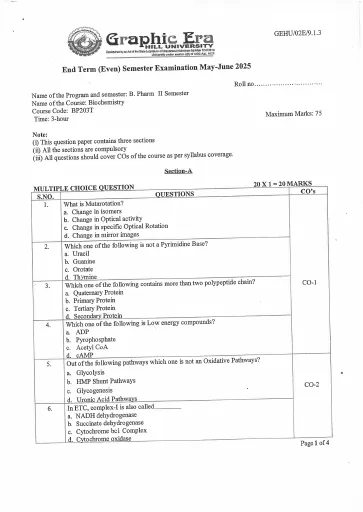 GEHU/02E/9.1.3
Graphic Era
HILL UNIVERSITY
End Term (Even) Semester Examination May-June 2025
Roll no..............................
Name of the Program and semester: B. Pharm II Semester
Name of the Course: Biochemistry
Course Code: BP203T
Time: 3-hour
Maximum Marks: 75
Note:
(i) This question paper contains three sections
(ii) All the sections are compulsory
(iii) All questions should cover COs of the course as per syllabus coverage.
Section-A
MULTIPLE CHOICE QUESTION 20 X 1 = 20 MARKS
S.NO. QUESTIONS CO's
1. What is Mutarotation?
a. Change in isomers
b. Change in Optical activity
c. Change in specific Optical Rotation
d. Change in mirror images
2. Which one of the following is not a Pyrimidine Base?
a. Uracil
b. Guanine
c. Orotate
d. Thymine
3. Which one of the following contains more than two polypeptide chain?
a. Quaternary Protein
b. Primary Protein
c. Tertiary Protein
d. Secondary Protein
CO-1
4. Which one of the following is Low energy compounds?
a. ADP
b. Pyrophosphate
c. Acetyl CoA
d. cAMP
5. Out of the following pathways which one is not an Oxidative Pathways?
a. Glycolysis
b. HMP Shunt Pathways
c. Glycogenesis
d. Uronic Acid Pathways
CO-2
6. In ETC, complex-I is also called________
a. NADH dehydrogenase
b. Succinate dehydrogenase
c. Cytochrome bc1 Complex
d. Cytochrome oxidase
Page 1 of 4